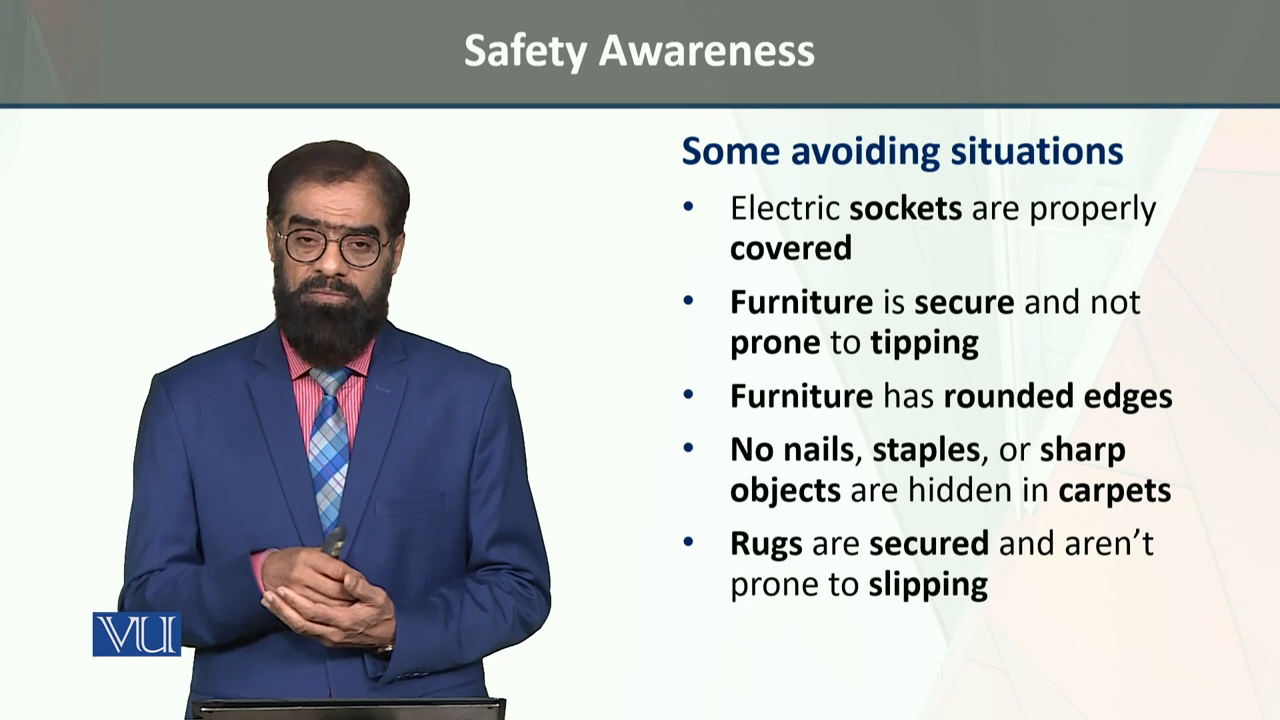 Safety Awareness
Some avoiding situations
• Electric sockets are properly
covered
• Furniture is secure and not
prone to tipping
• Furniture has rounded edges
• No nails, staples, or sharp
objects are hidden in carpets
• Rugs are secured and aren’t
prone to slipping
VU